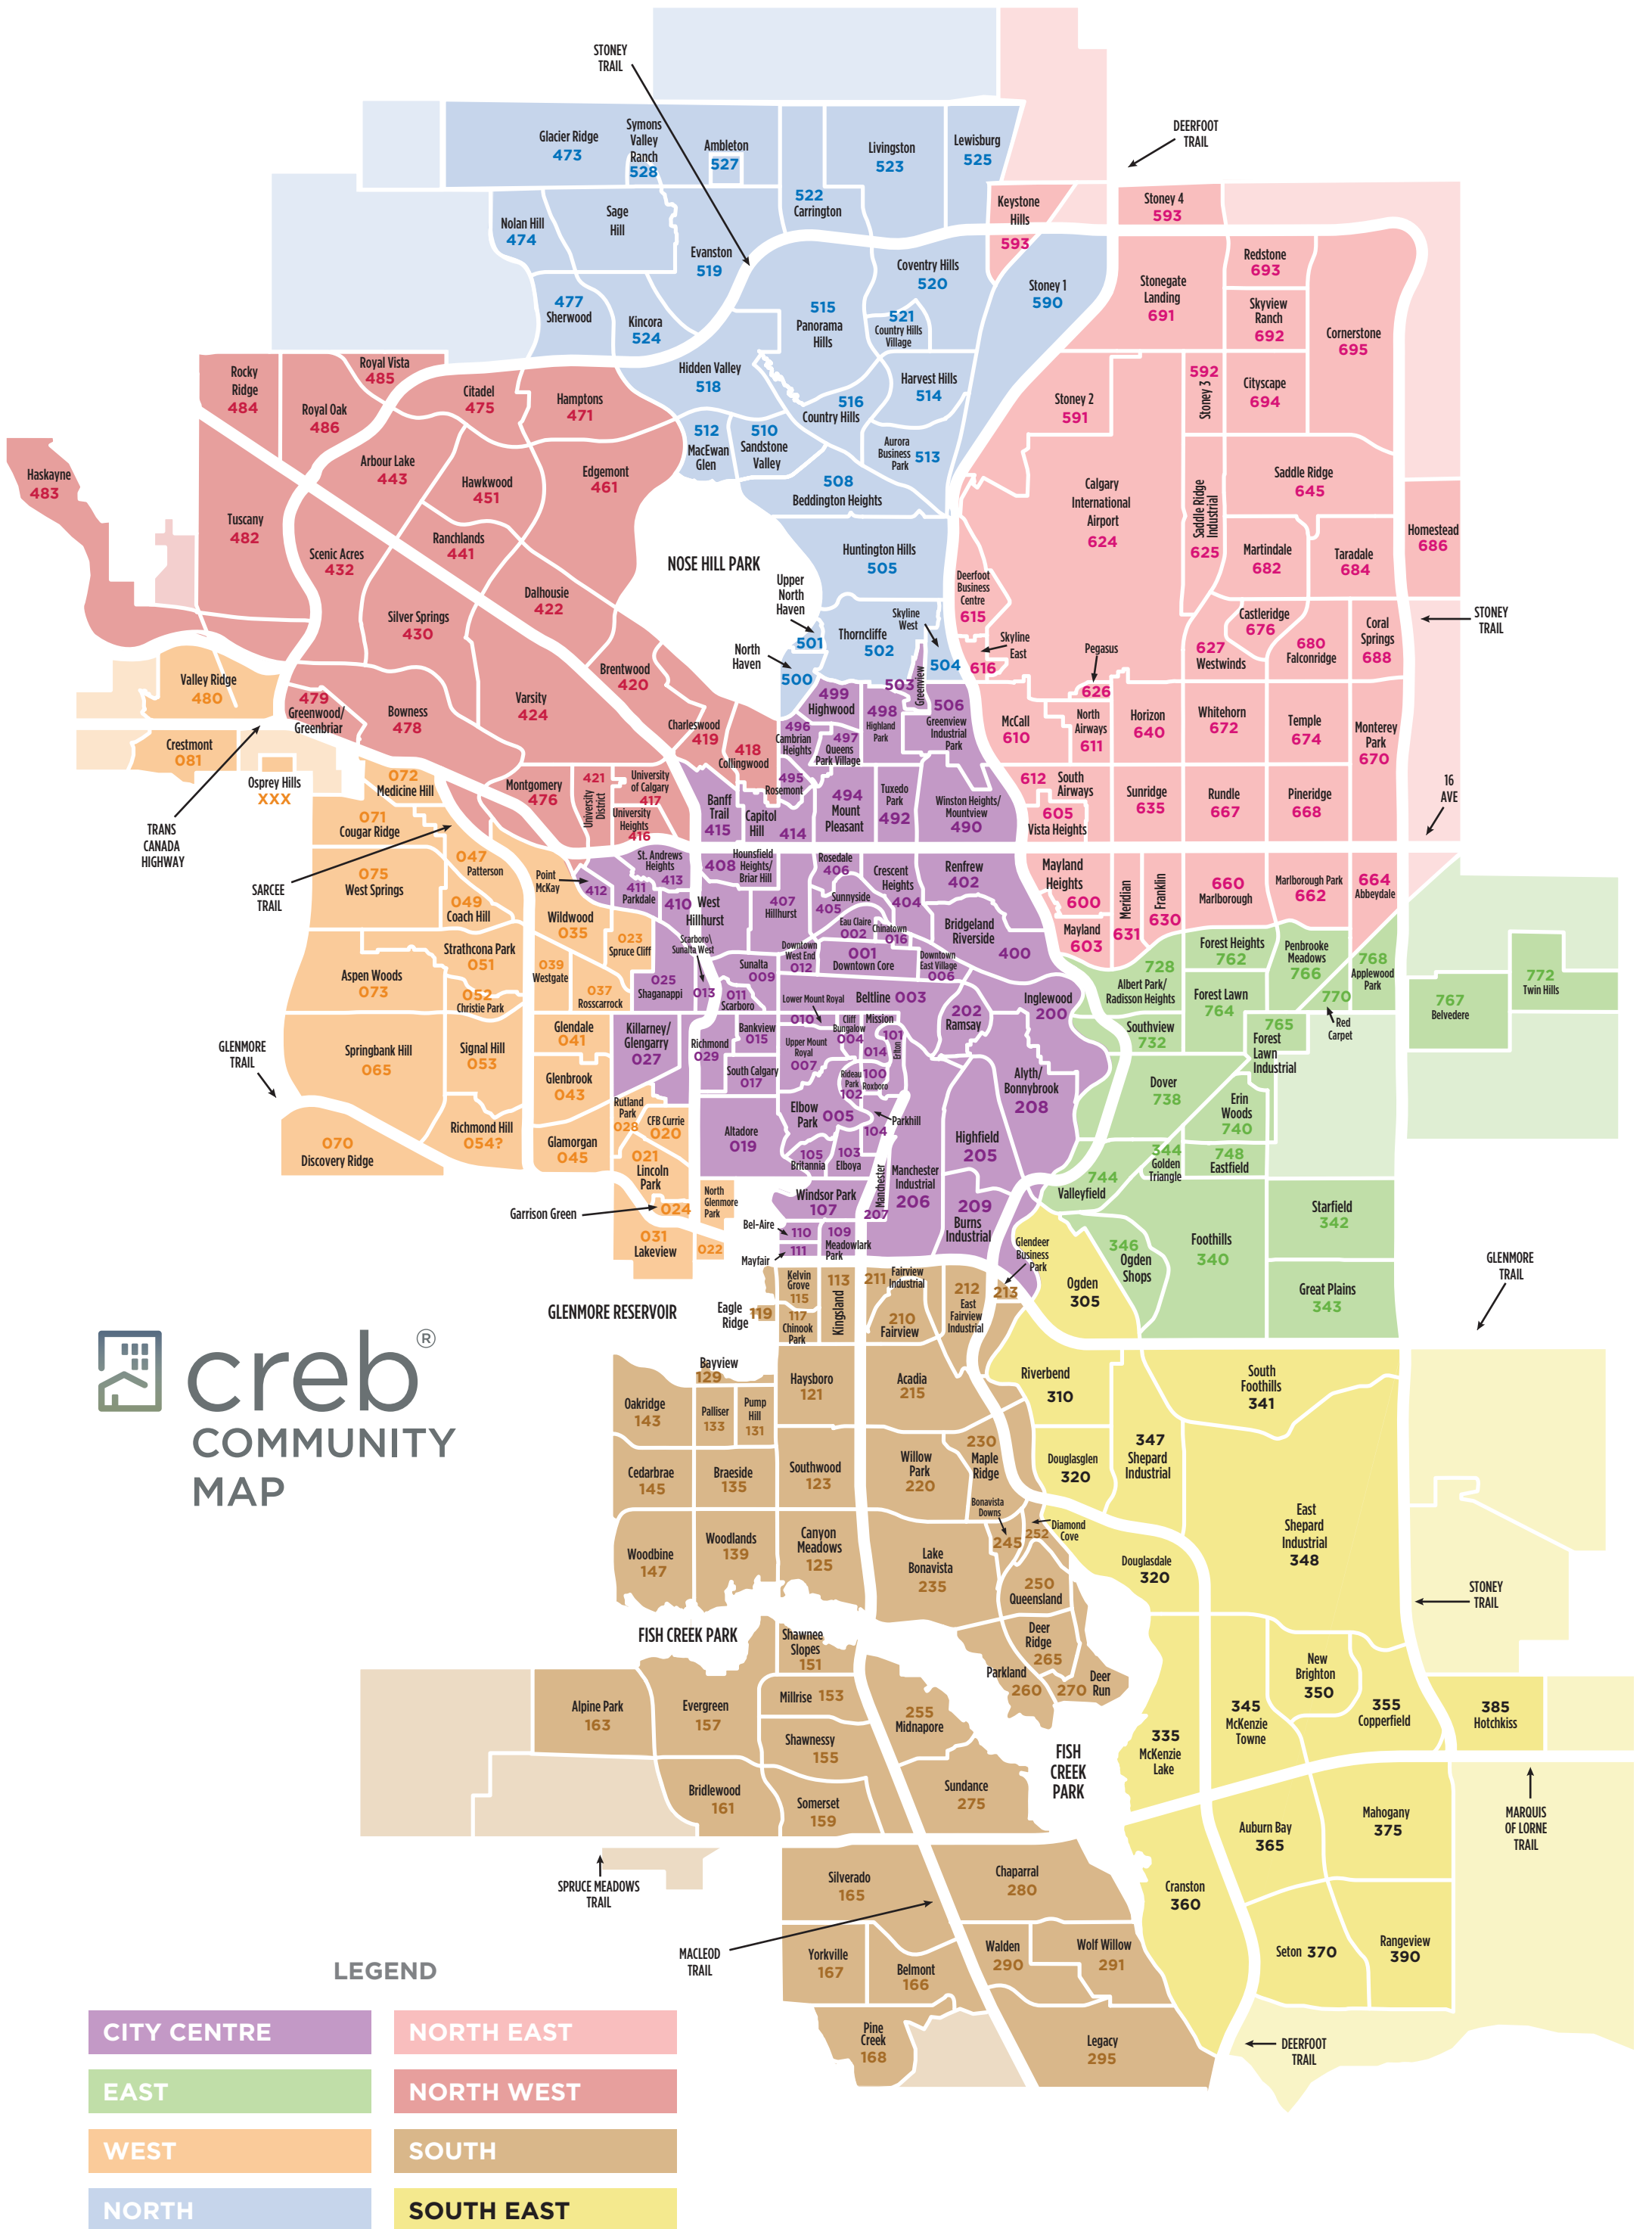 STONEY
TRAIL
DEERFOOT
TRAIL
Glacier Ridge
473
Symons
Valley
Ranch
528
Ambleton
527
522
Carrington
Livingston
523
Lewisburg
525
Keystone
Hills
593
Stoney 4
593
Nolan Hill
474
Sage
Hill
Evanston
519
Coventry Hills
520
Stoney 1
590
Stonegate
Landing
691
Redstone
693
Skyview
Ranch
692
Cornerstone
695
477
Sherwood
Kincora
524
515
Panorama
Hills
521
Country Hills
Village
Hidden Valley
518
Harvest Hills
514
516
Country Hills
Stoney 2
591
592
Stoney 3
Cityscape
694
Rocky
Ridge
484
Royal Vista
485
Royal Oak
486
Citadel
475
Hamptons
471
512
MacEwan
Glen
510
Sandstone
Valley
Aurora
Business
Park
513
508
Beddington Heights
Haskayne
483
Arbour Lake
443
Hawkwood
451
Edgemont
461
Tuscany
482
Scenic Acres
432
Ranchlands
441
Dalhousie
422
Silver Springs
430
NOSE HILL PARK
Huntington Hills
505
Calgary
International
Airport
624
Saddle Ridge
Industrial
625
Saddle Ridge
645
Homestead
686
Martindale
682
Taradale
684
Upper
North
Haven
501
North
Haven
500
Thorncliffe
502
Skyline
West
504
Deerfoot
Business
Centre
615
Skyline
East
616
Pegasus
626
Castleridge
676
627
Westwinds
680
Falconridge
Coral
Springs
688
STONEY
TRAIL
Valley Ridge
480
479
Greenwood/
Greenbriar
Bowness
478
Varsity
424
Brentwood
420
Charleswood
419
418
Collingwood
499
Highwood
503
Greenview
498
Highland
Park
506
Greenview
Industrial
Park
496
Cambrian
Heights
497
Queens
Park Village
McCall
610
North
Airways
611
Horizon
640
Whitehorn
672
Temple
674
Monterey
Park
670
Crestmont
081
Osprey Hills
XXX
072
Medicine Hill
Montgomery
476
421
University
District
University
of Calgary
417
University
Heights
416
Banff
Trail
415
Capitol
Hill
414
495
Rosemont
494
Mount
Pleasant
Tuxedo
Park
492
Winston Heights/
Mountview
490
612
South
Airways
605
Vista Heights
Sunridge
635
Rundle
667
Pineridge
668
16
AVE
TRANS
CANADA
HIGHWAY
071
Cougar Ridge
SARCEE
TRAIL
075
West Springs
047
Patterson
049
Coach Hill
Point
McKay
412
St. Andrews
Heights
413
411
Parkdale
410
West
Hillhurst
408
Hounsfield
Heights/
Briar Hill
407
Hillhurst
Rosedale
406
Sunnyside
405
Crescent
Heights
404
Renfrew
402
Eau Claire
002
Chinatown
016
Bridgeland
Riverside
400
Mayland
Heights
600
Mayland
603
Meridian
631
Franklin
630
660
Marlborough
Marlborough Park
662
664
Abbeydale
Wildwood
035
023
Spruce Cliff
Strathcona Park
051
039
Westgate
037
Rosscarrock
Aspen Woods
073
052
Christie Park
025
Shaganappi
Scarboro\
Sunalta West
013
Sunalta
009
011
Scarboro
Downtown
West End
012
001
Downtown Core
Downtown
East Village
006
Forest Heights
762
Penbrooke
Meadows
766
768
Applewood
Park
728
Albert Park/
Radisson Heights
Forest Lawn
764
770
Red
Carpet
767
Belvedere
772
Twin Hills
Lower Mount Royal
010
Beltline 003
202
Ramsay
Inglewood
200
Southview
732
765
Forest
Lawn
Industrial
GLENMORE
TRAIL
Springbank Hill
065
Signal Hill
053
Glendale
041
Killarney/
Glengarry
027
Richmond
029
Bankview
015
South Calgary
017
Upper Mount
Royal
007
Cliff
Bungalow
004
Mission
014
101
Erlton
Rideau
Park
102
100
Roxboro
Glenbrook
043
Rutland
Park
028
CFB Currie
020
Elbow
Park
005
Parkhill
104
Alyth/
Bonnybrook
208
Dover
738
Erin
Woods
740
Richmond Hill
054?
070
Discovery Ridge
Glamorgan
045
021
Lincoln
Park
Altadore
019
105
Britannia
103
Elboya
Highfield
205
344
Golden
Triangle
748
Eastfield
744
Valleyfield
Garrison Green
024
North
Glenmore
Park
022
031
Lakeview
Windsor Park
107
Manchester
207
Manchester
Industrial
206
209
Burns
Industrial
Bel-Aire
110
109
Meadowlark
Park
Mayfair
111
Glendeer
Business
Park
213
346
Ogden
Shops
Ogden
305
Foothills
340
Starfield
342
Great Plains
343
GLENMORE
TRAIL
GLENMORE RESERVOIR
Eagle
Ridge
119
Kelvin
Grove
115
117
Chinook
Park
113
Kingsland
211
Fairview
Industrial
210
Fairview
212
East
Fairview
Industrial
creb®
COMMUNITY
MAP
Bayview
129
Oakridge
143
Palliser
133
Pump
Hill
131
Haysboro
121
Acadia
215
Riverbend
310
South
Foothills
341
Cedarbrae
145
Braeside
135
Southwood
123
Willow
Park
220
230
Maple
Ridge
Douglasglen
320
347
Shepard
Industrial
Bonavista
Downs
245
252
Diamond
Cove
East
Shepard
Industrial
348
Woodbine
147
Woodlands
139
Canyon
Meadows
125
Lake
Bonavista
235
250
Queensland
Douglasdale
320
STONEY
TRAIL
FISH CREEK PARK
Shawnee
Slopes
151
Deer
Ridge
265
Parkland
260
270
Deer
Run
New
Brighton
350
Alpine Park
163
Evergreen
157
Millrise 153
Shawnessy
155
255
Midnapore
FISH
CREEK
PARK
335
McKenzie
Lake
345
McKenzie
Towne
355
Copperfield
385
Hotchkiss
Bridlewood
161
Somerset
159
Sundance
275
MARQUIS
OF LORNE
TRAIL
Auburn Bay
365
Mahogany
375
SPRUCE MEADOWS
TRAIL
Silverado
165
Chaparral
280
Cranston
360
MACLEOD
TRAIL
Yorkville
167
Belmont
166
Walden
290
Wolf Willow
291
Seton 370
Rangeview
390
Pine
Creek
168
Legacy
295
DEERFOOT
TRAIL
LEGEND
CITY CENTRE
NORTH EAST
EAST
NORTH WEST
WEST
SOUTH
NORTH
SOUTH EAST